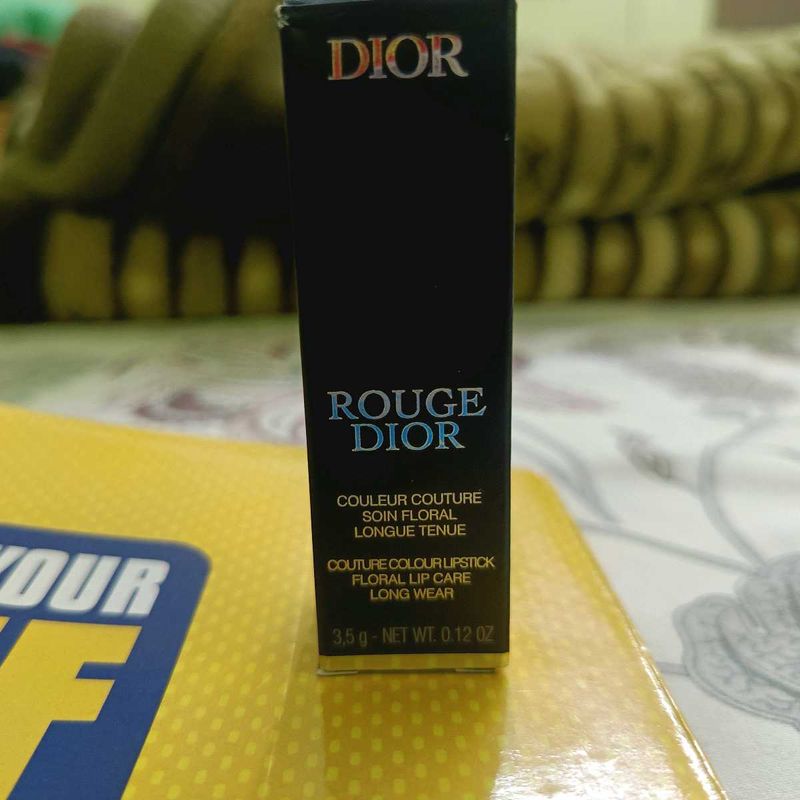 DIOR
ROUGE
DIOR
COULEUR COUTURE
SOIN FLORAL
LONGUE TENUE
COUTURE COLOUR LIPSTICK
FLORAL LIP CARE
LONG WEAR
3,5 g - NET WT. 0.12 OZ
YOUR